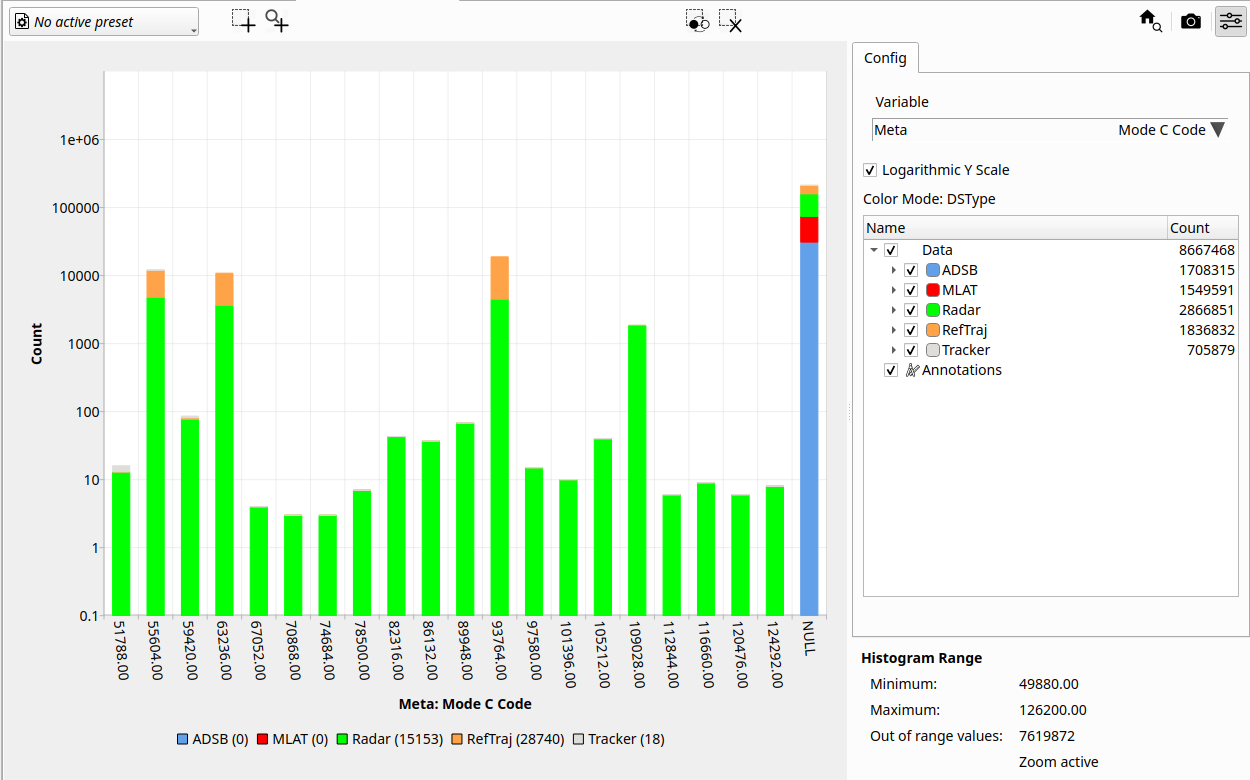 No active preset
Config
Variable
Meta Mode C Code
Logarithmic Y Scale
Color Mode: DSType
Name Count
Data 8667468
ADSB 1708315
MLAT 1549591
Radar 2866851
RefTraj 1836832
Tracker 705879
Annotations
Histogram Range
Minimum: 49880.00
Maximum: 126200.00
Out of range values: 7619872
Zoom active
Count
1e+06
100000
10000
1000
100
10
1
0.1
51788.00
55604.00
59420.00
63236.00
67052.00
70868.00
74684.00
78500.00
82316.00
86132.00
89948.00
93764.00
97580.00
101396.00
105212.00
109028.00
112844.00
116660.00
120476.00
124292.00
NULL
Meta: Mode C Code
ADSB (0) MLAT (0) Radar (15153) RefTraj (28740) Tracker (18)